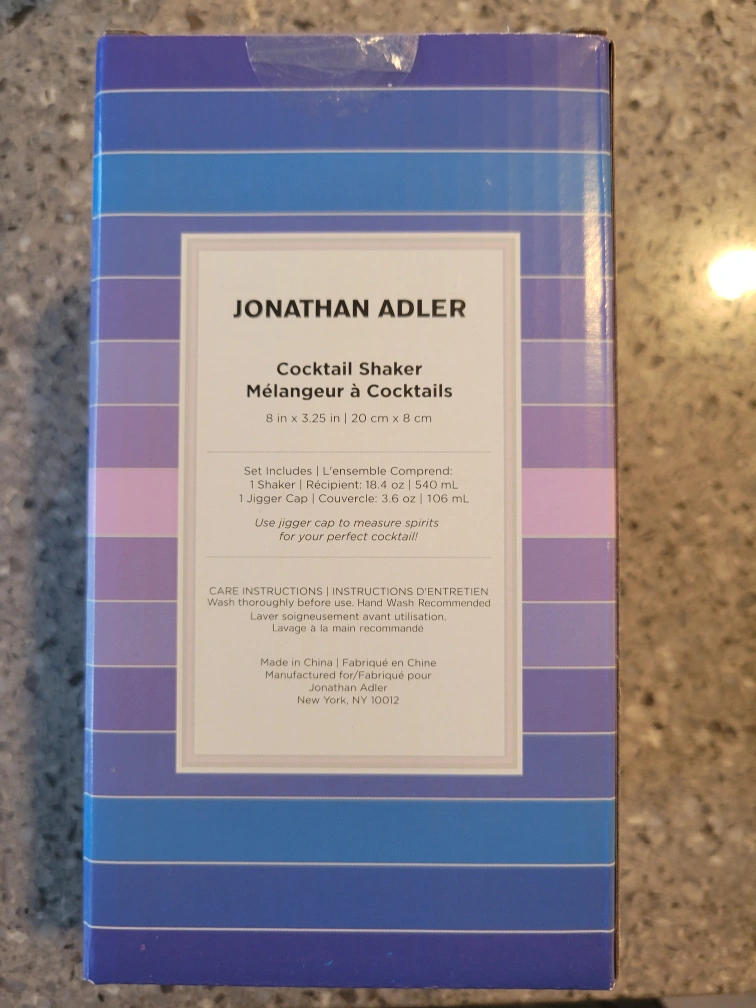 JONATHAN ADLER
Cocktail Shaker
Mélangeur à Cocktails
8 in x 3.25 in | 20 cm x 8 cm
Set Includes | L'ensemble Comprend:
1 Shaker | Récipient: 18.4 oz | 540 mL
1 Jigger Cap | Couvercle: 3.6 oz | 106 mL
Use jigger cap to measure spirits
for your perfect cocktail!
CARE INSTRUCTIONS | INSTRUCTIONS D'ENTRETIEN
Wash thoroughly before use. Hand Wash Recommended
Laver soigneusement avant utilisation.
Lavage à la main recommandé
Made in China | Fabriqué en Chine
Manufactured for/Fabriqué pour
Jonathan Adler
New York, NY 10012